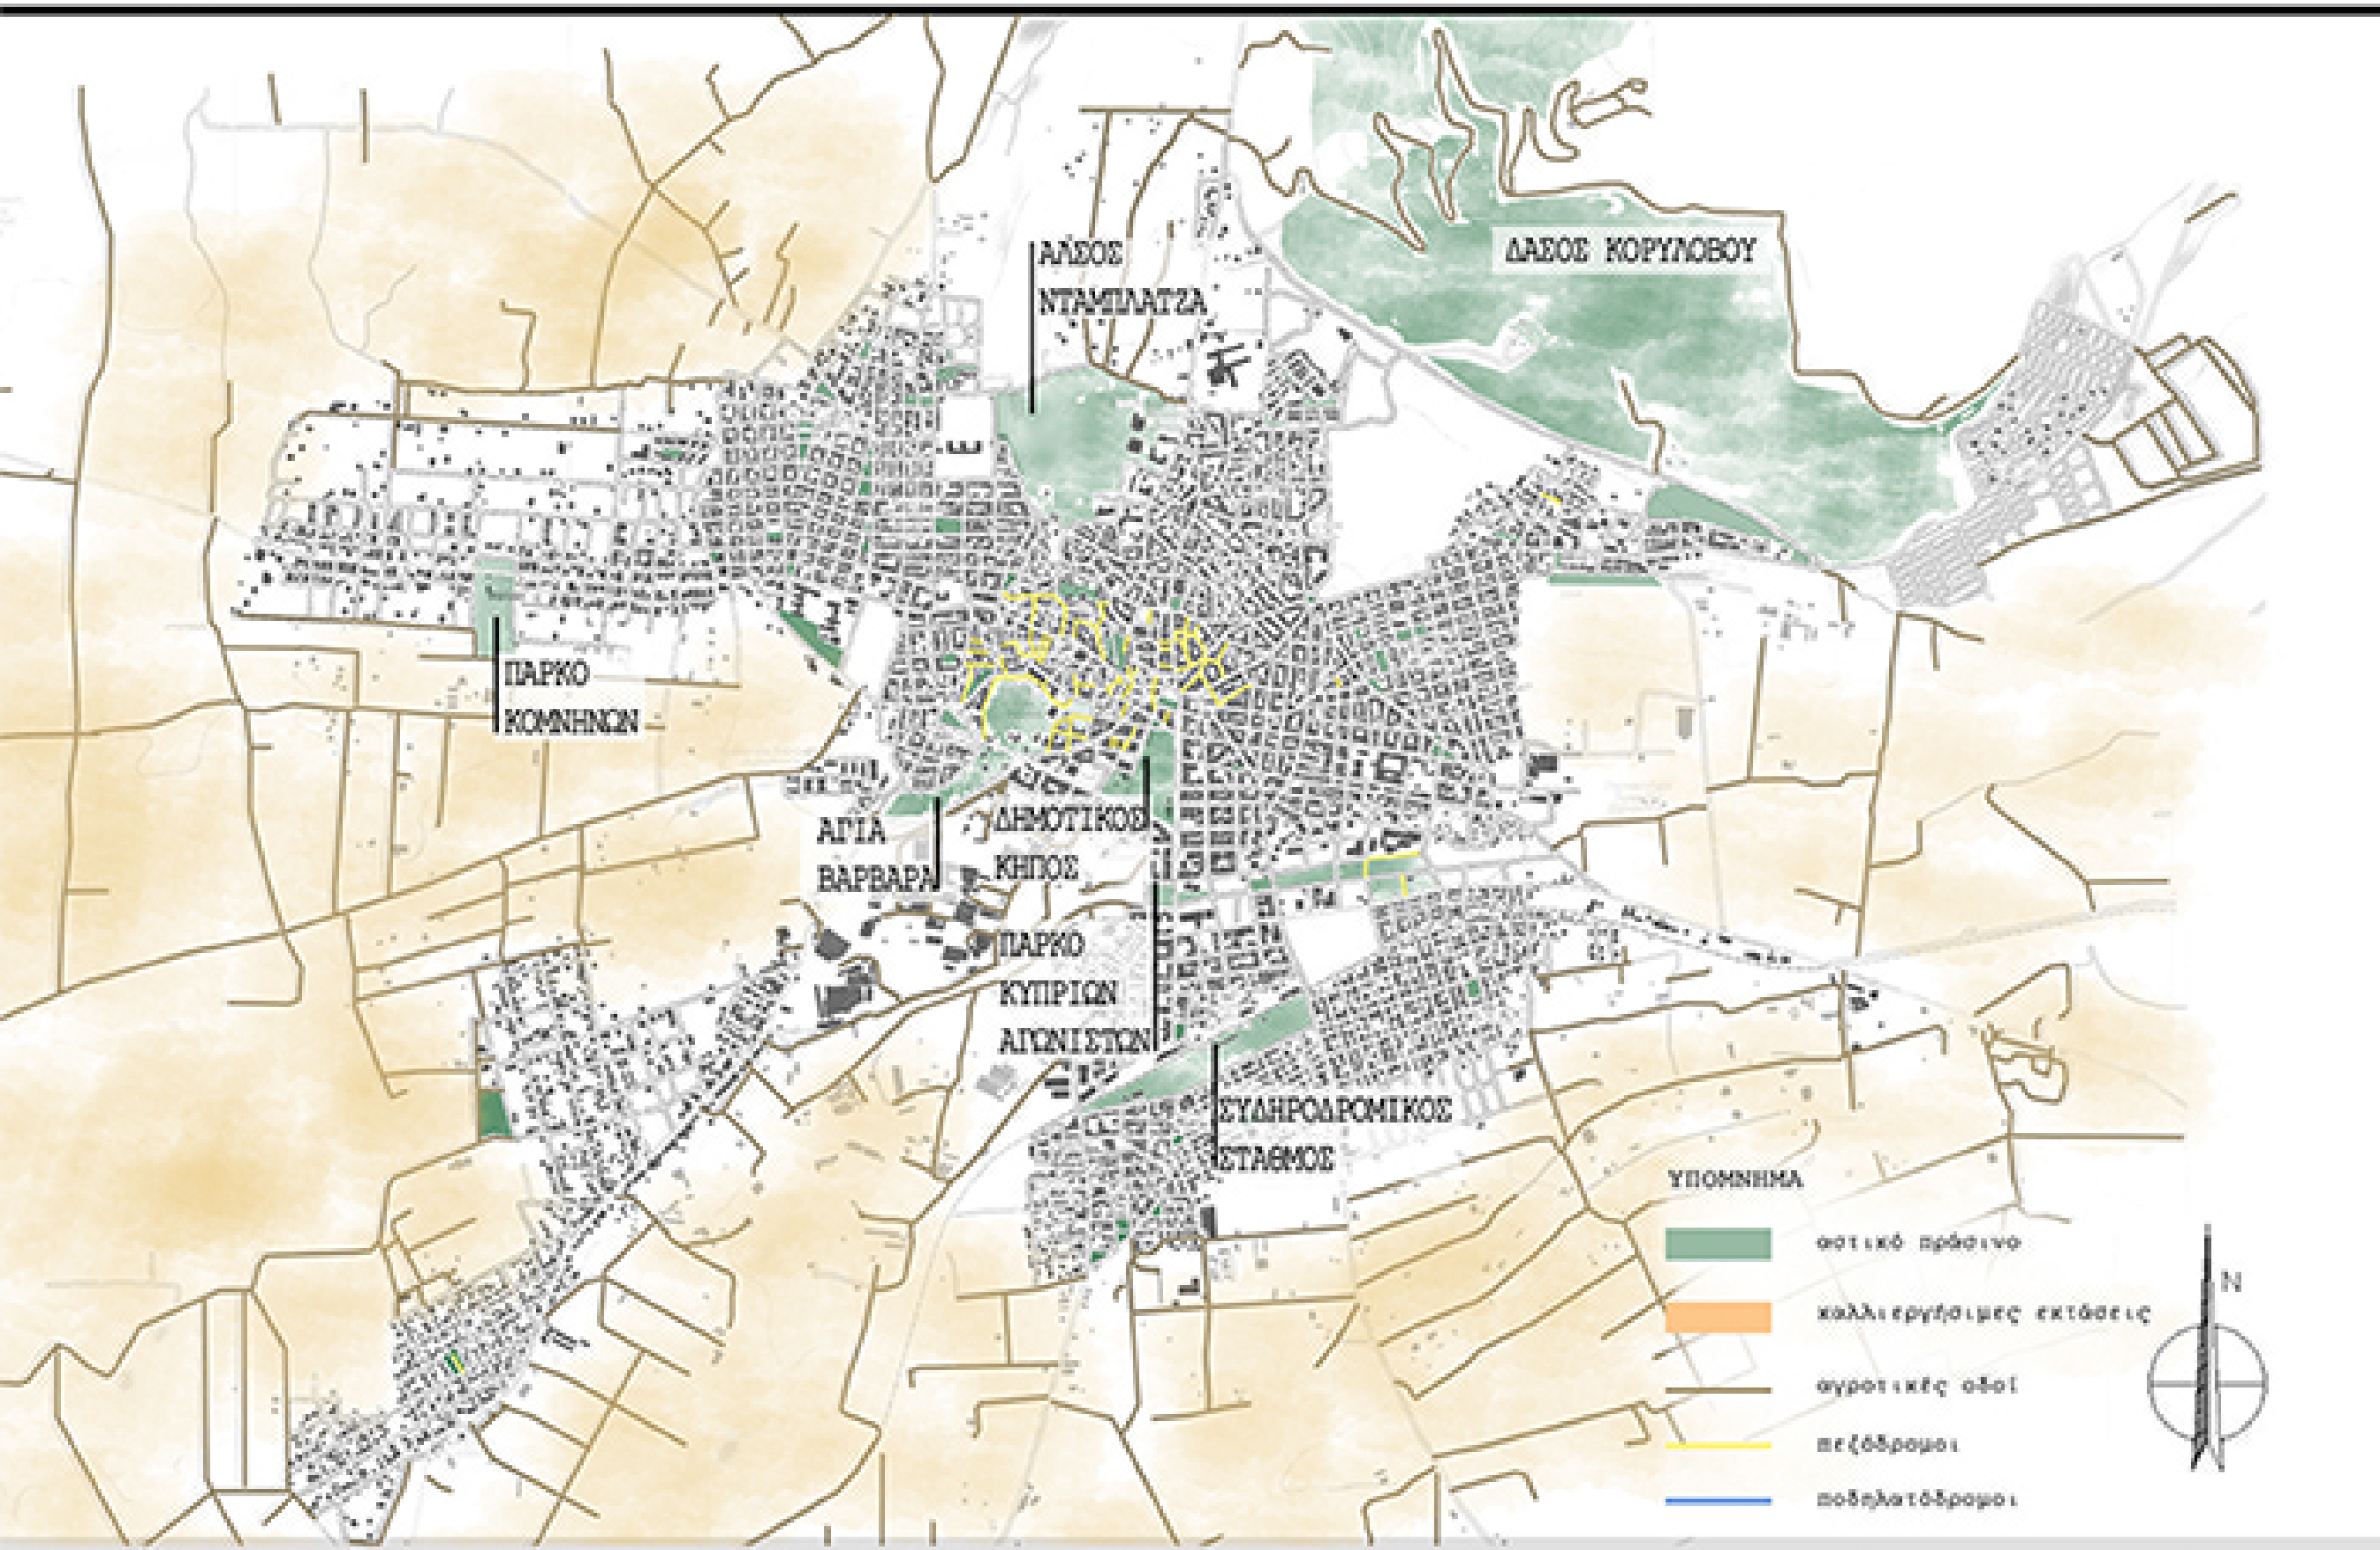 ΑΛΣΟΣ
ΝΤΑΜΠΛΑΤΖΑ
ΔΑΣΟΣ ΚΟΡΥΛΟΒΟΥ
ΠΑΡΚΟ
ΚΟΜΝΗΝΩΝ
ΑΓΙΑ
ΒΑΡΒΑΡΑ
ΔΗΜΟΤΙΚΟΣ
ΚΗΠΟΣ
ΠΑΡΚΟ
ΚΥΠΡΙΩΝ
ΑΓΩΝΙΣΤΩΝ
ΣΥΔΗΡΟΔΡΟΜΙΚΟΣ
ΣΤΑΘΜΟΣ
ΥΠΟΜΝΗΜΑ
αστικό πράσινο
καλλιεργήσιμες εκτάσεις
αγροτικές οδοί
πεζόδρομοι
ποδηλατόδρομοι
N